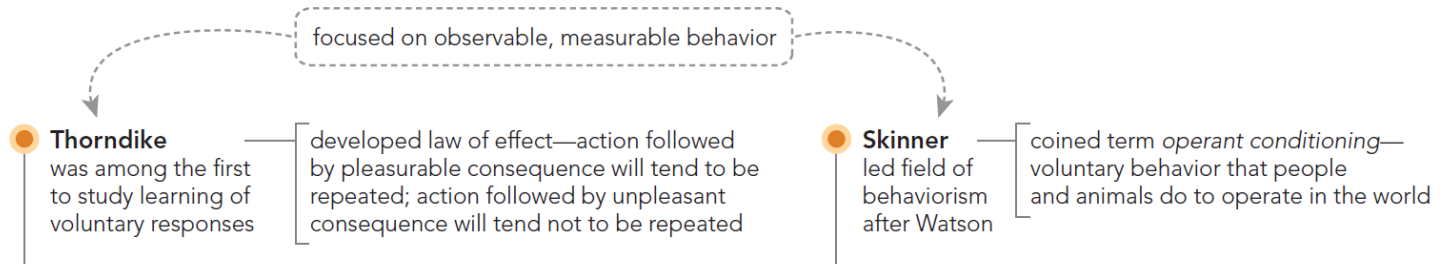 focused on observable, measurable behavior
Thorndike
was among the first
to study learning of
voluntary responses
developed law of effect—action followed
by pleasurable consequence will tend to be
repeated; action followed by unpleasant
consequence will tend not to be repeated
Skinner
led field of
behaviorism
after Watson
coined term operant conditioning—
voluntary behavior that people
and animals do to operate in the world